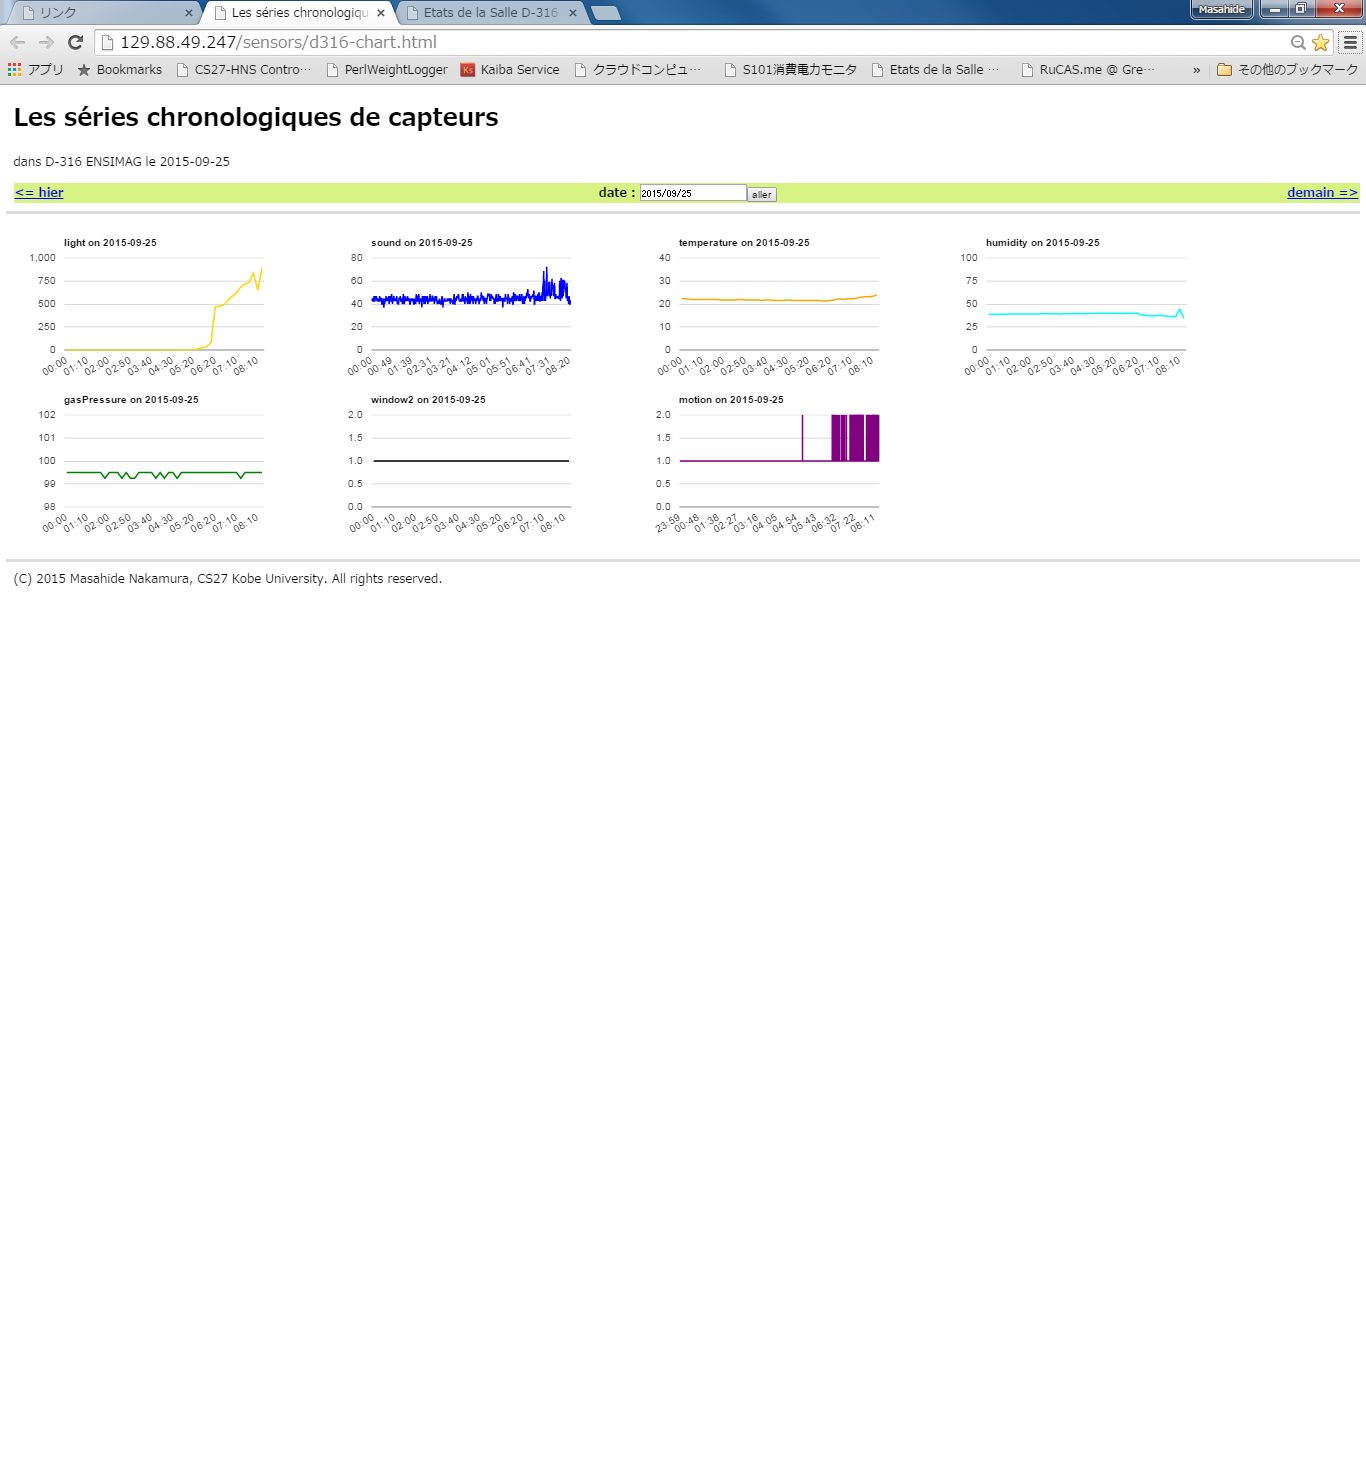 リンク
Les séries chronologiqu
Etats de la Salle D-316
Masahide
129.88.49.247/sensors/d316-chart.html
アプリ
Bookmarks
CS27-HNS Contro…
PerlWeightLogger
Ks
Kaiba Service
クラウドコンピュ…
S101消費電力モニタ
Etats de la Salle …
RuCAS.me @ Gre…
»
その他のブックマーク
Les séries chronologiques de capteurs
dans D-316 ENSIMAG le 2015-09-25
<= hier
date : 2015/09/25 aller
demain =>
light on 2015-09-25
1,000
750
500
250
0
00:00 01:10 02:00 02:50 03:40 04:30 05:20 06:20 07:10 08:10
sound on 2015-09-25
80
60
40
20
0
00:00 00:49 01:39 02:31 03:21 04:12 05:01 05:51 06:41 07:31 08:20
temperature on 2015-09-25
40
30
20
10
0
00:00 01:10 02:00 02:50 03:40 04:30 05:20 06:20 07:10 08:10
humidity on 2015-09-25
100
75
50
25
0
00:00 01:10 02:00 02:50 03:40 04:30 05:20 06:20 07:10 08:10
gasPressure on 2015-09-25
102
101
100
99
98
00:00 01:10 02:00 02:50 03:40 04:30 05:20 06:20 07:10 08:10
window2 on 2015-09-25
2.0
1.5
1.0
0.5
0.0
00:00 01:10 02:00 02:50 03:40 04:30 05:20 06:20 07:10 08:10
motion on 2015-09-25
2.0
1.5
1.0
0.5
0.0
23:59 00:48 01:38 02:27 03:16 04:05 04:54 05:43 06:32 07:22 08:11
(C) 2015 Masahide Nakamura, CS27 Kobe University. All rights reserved.